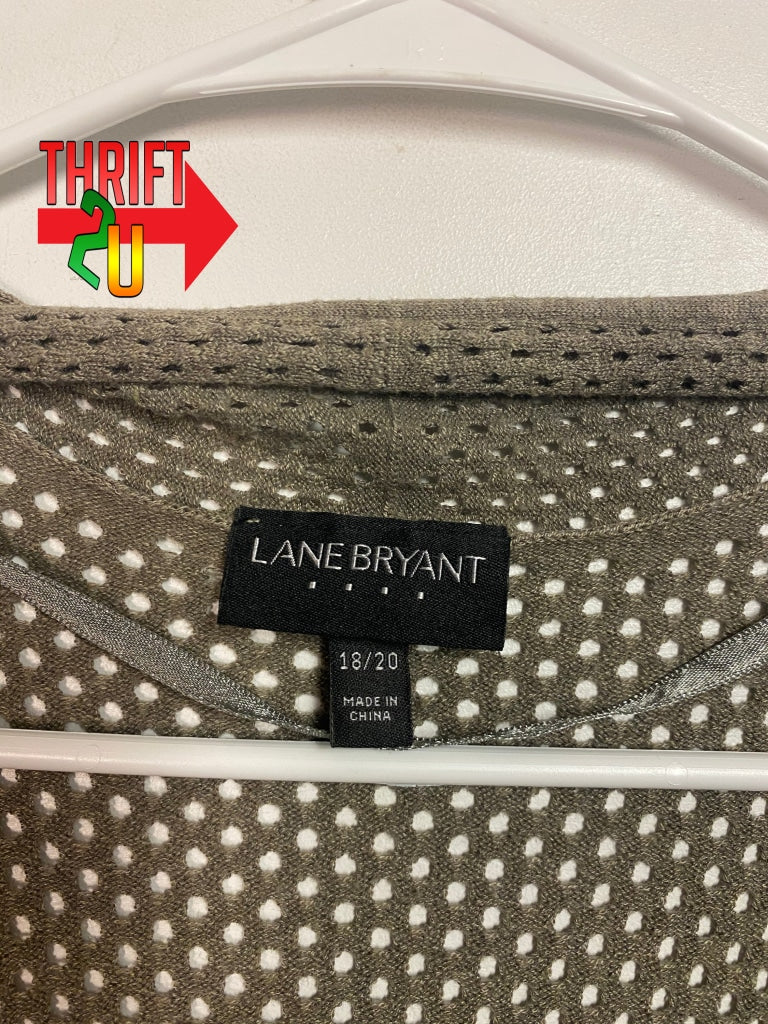 THRIFT
2U
LANE BRYANT
18/20
MADE IN
CHINA